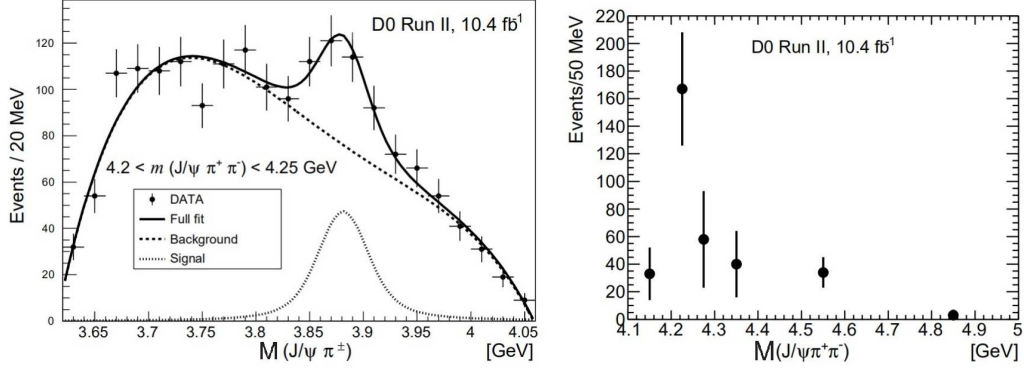 D0 Run II, 10.4 fb⁻¹
Events / 20 MeV
120
100
80
60
40
20
0
4.2 < m (J/ψ π⁺ π⁻) < 4.25 GeV
DATA
Full fit
Background
Signal
3.65 3.7 3.75 3.8 3.85 3.9 3.95 4 4.05
M (J/ψ π±) [GeV]
D0 Run II, 10.4 fb⁻¹
Events/50 MeV
220
200
180
160
140
120
100
80
60
40
20
0
4.1 4.2 4.3 4.4 4.5 4.6 4.7 4.8 4.9 5
M(J/ψπ⁺π⁻) [GeV]